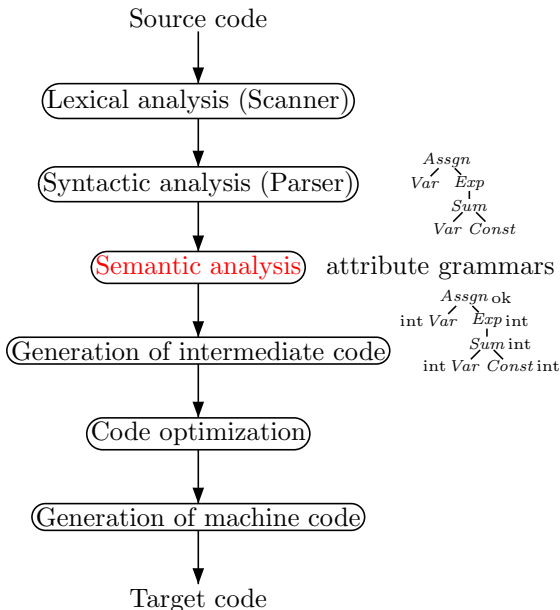 Source code
Lexical analysis (Scanner)
Assgn
Syntactic analysis (Parser)
Var Exp
Sum
Var Const
Semantic analysis attribute grammars
Assgn ok
int Var Exp int
Generation of intermediate code
Sum int
int Var Const int
Code optimization
Generation of machine code
Target code